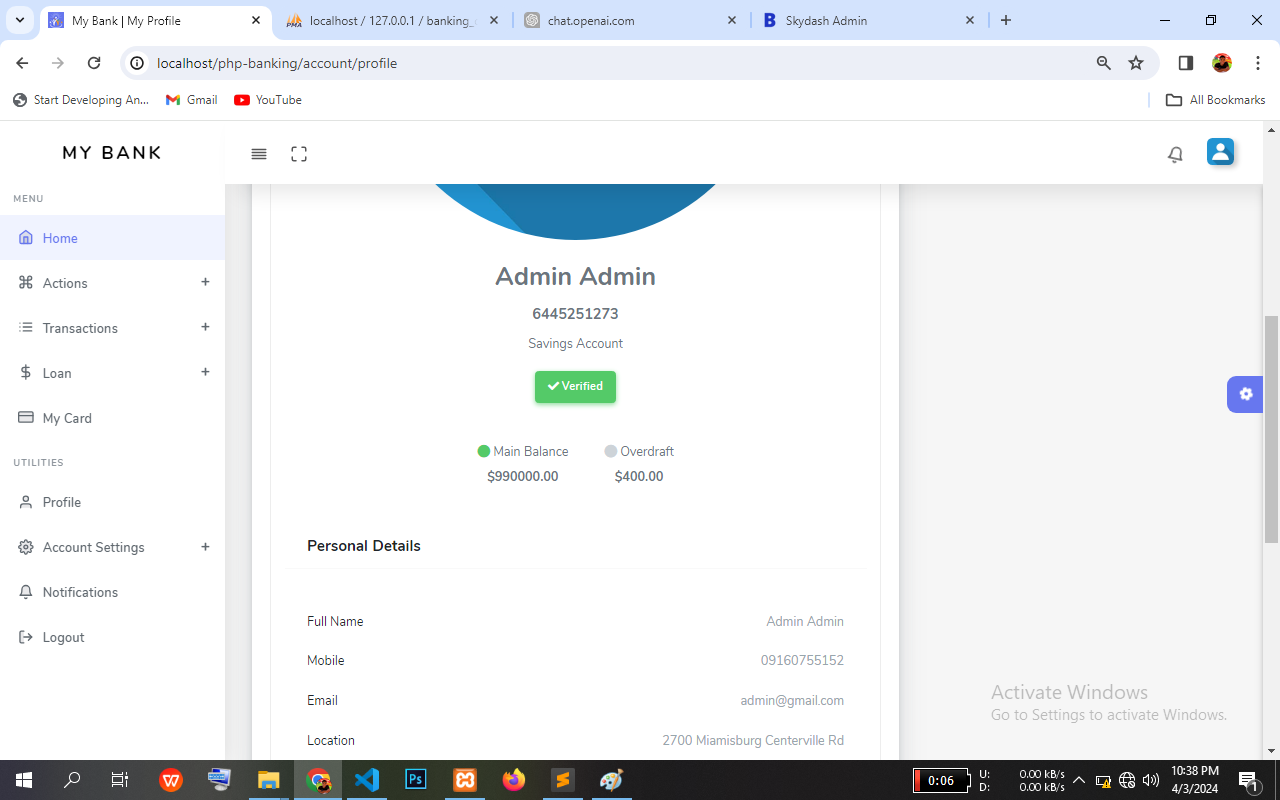 My Bank | My Profile
localhost / 127.0.0.1 / banking_
chat.openai.com
Skydash Admin
localhost/php-banking/account/profile
Start Developing An...
Gmail
YouTube
All Bookmarks
MY BANK
MENU
Home
Actions
Transactions
Loan
My Card
UTILITIES
Profile
Account Settings
Notifications
Logout
Admin Admin
6445251273
Savings Account
Verified
Main Balance
$990000.00
Overdraft
$400.00
Personal Details
Full Name
Admin Admin
Mobile
09160755152
Email
admin@gmail.com
Location
2700 Miamisburg Centerville Rd
Activate Windows
Go to Settings to activate Windows.
Ps
0:06
U: 0.00 kB/s
D: 0.00 kB/s
10:38 PM
4/3/2024
1